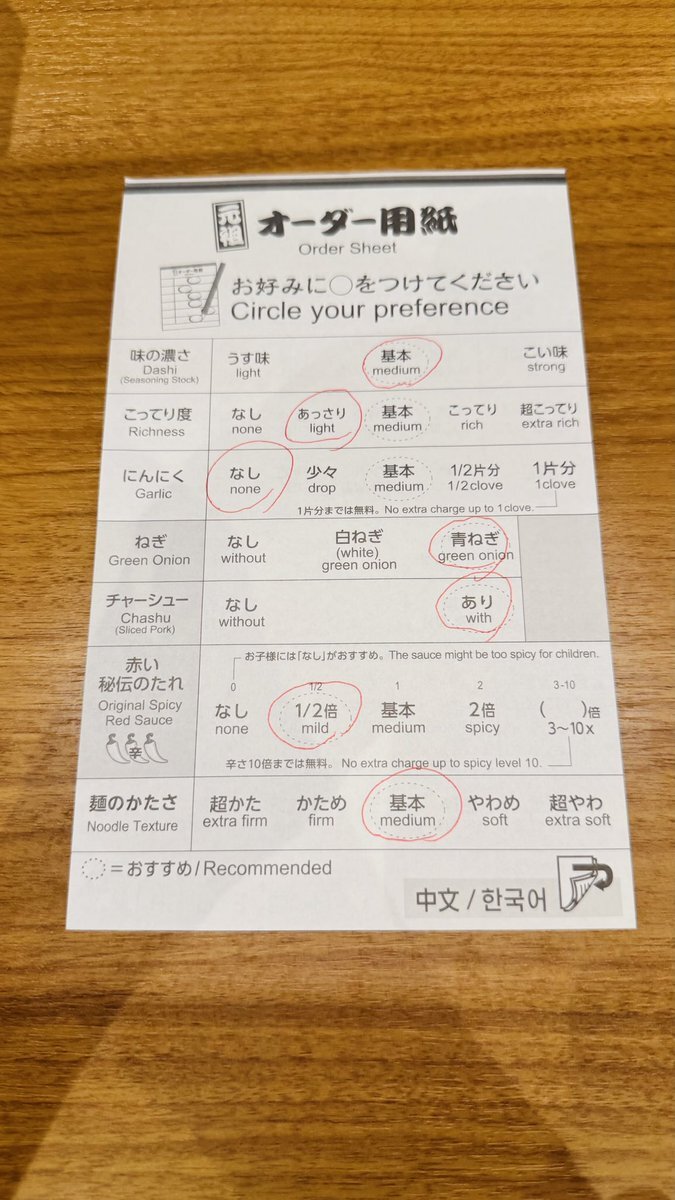 元祖 オーダー用紙
Order Sheet
お好みに○をつけてください
Circle your preference
味の濃さ
Dashi
(Seasoning Stock)
うす味
light
基本
medium
こい味
strong
こってり度
Richness
なし
none
あっさり
light
基本
medium
こってり
rich
超こってり
extra rich
にんにく
Garlic
なし
none
少々
drop
基本
medium
1/2片分
1/2clove
1片分
1clove
1片分までは無料。No extra charge up to 1clove.
ねぎ
Green Onion
なし
without
白ねぎ
(white)
green onion
青ねぎ
green onion
チャーシュー
Chashu
(Sliced Pork)
なし
without
あり
with
赤い
秘伝のたれ
Original Spicy
Red Sauce
辛
お子様には「なし」がおすすめ。The sauce might be too spicy for children.
0
なし
none
1/2
1/2倍
mild
1
基本
medium
2
2倍
spicy
3-10
( )倍
3〜10x
辛さ10倍までは無料。No extra charge up to spicy level 10.
麺のかたさ
Noodle Texture
超かた
extra firm
かため
firm
基本
medium
やわめ
soft
超やわ
extra soft
=おすすめ/Recommended
中文 / 한국어